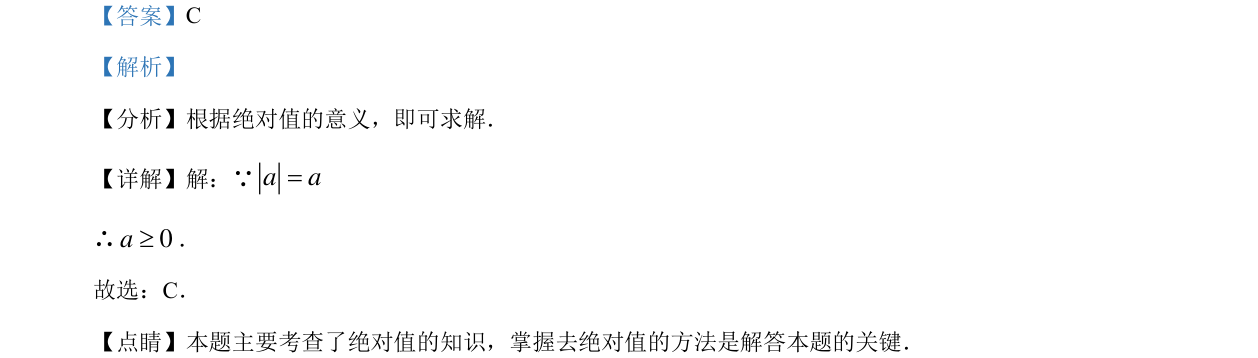 【答案】C
【解析】
【分析】根据绝对值的意义，即可求解．
【详解】解：∵|a| = a
∴a ≥ 0．
故选：C．
【点睛】本题主要考查了绝对值的知识，掌握去绝对值的方法是解答本题的关键．